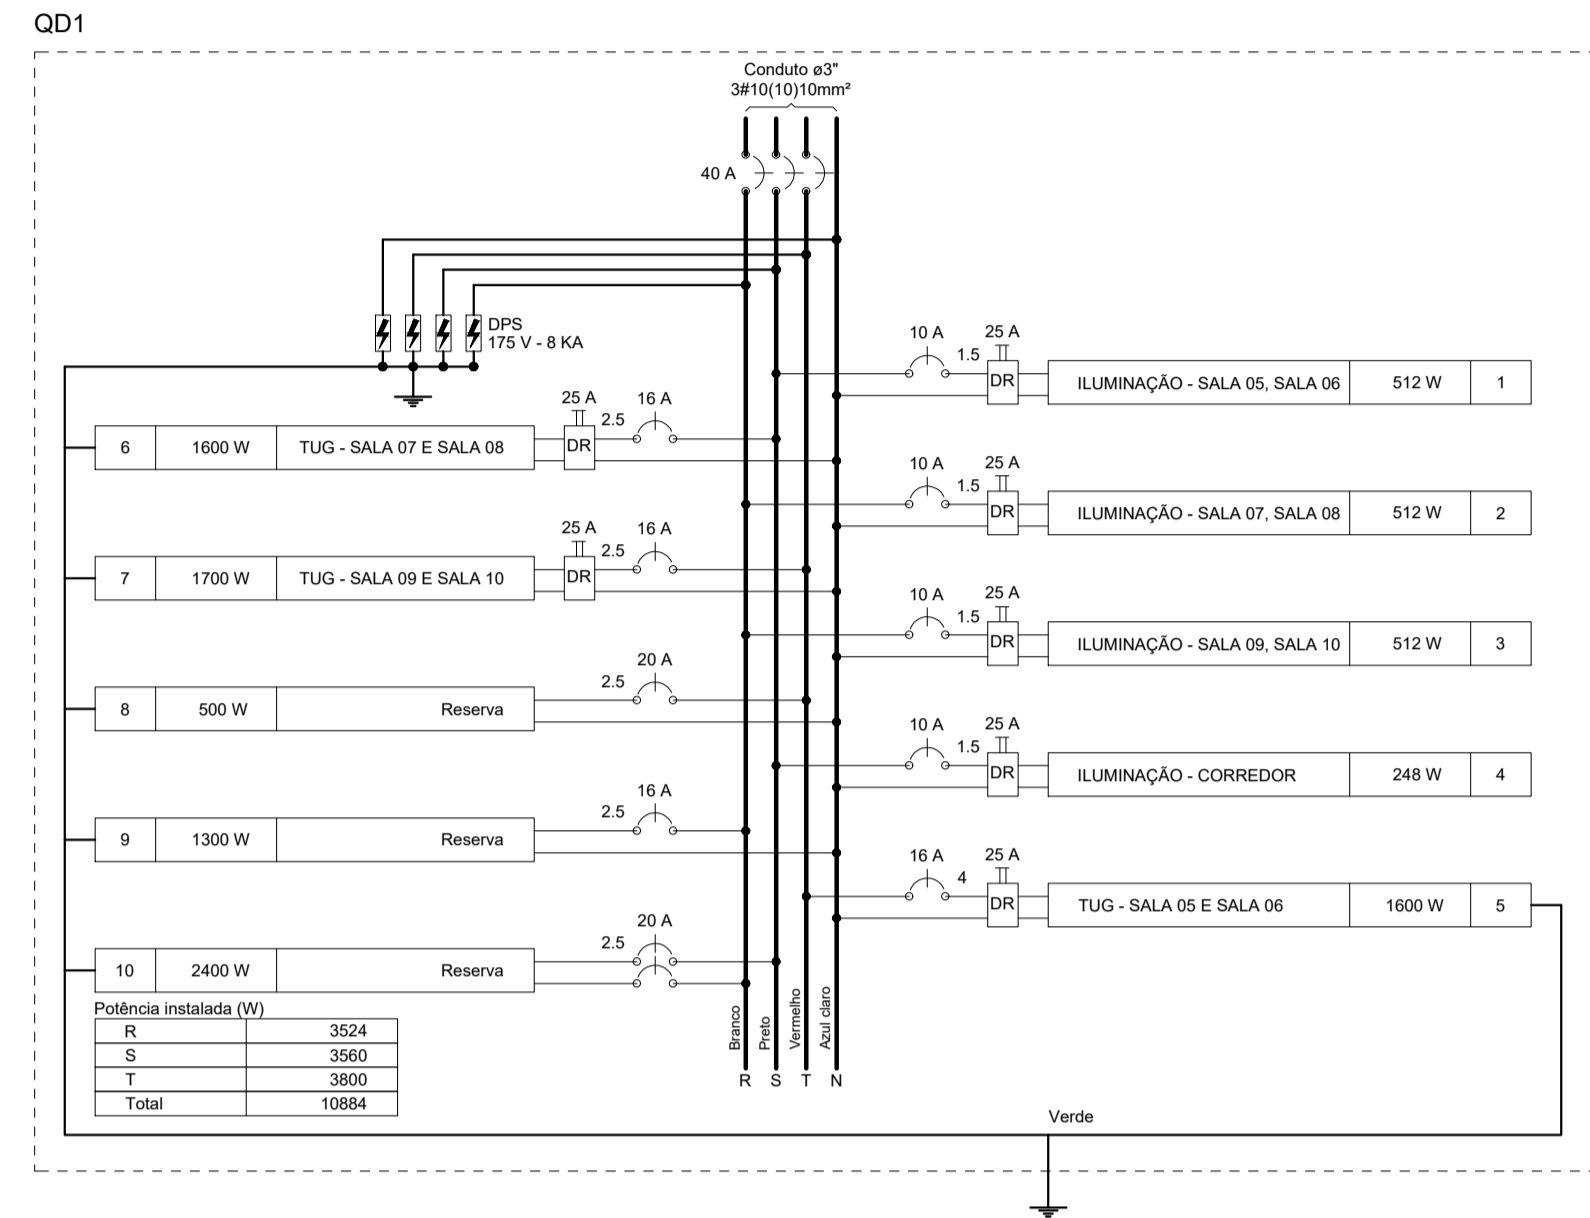 QD1
Conduto ø3"
3#10(10)10mm²
40 A
DPS
175 V - 8 KA
10 A
1.5
25 A
DR
ILUMINAÇÃO - SALA 05, SALA 06 512 W 1
6 1600 W TUG - SALA 07 E SALA 08
25 A
DR
2.5
16 A
10 A
1.5
25 A
DR
ILUMINAÇÃO - SALA 07, SALA 08 512 W 2
7 1700 W TUG - SALA 09 E SALA 10
25 A
DR
2.5
16 A
10 A
1.5
25 A
DR
ILUMINAÇÃO - SALA 09, SALA 10 512 W 3
8 500 W Reserva
2.5
20 A
10 A
1.5
25 A
DR
ILUMINAÇÃO - CORREDOR 248 W 4
9 1300 W Reserva
2.5
16 A
16 A
4
25 A
DR
TUG - SALA 05 E SALA 06 1600 W 5
10 2400 W Reserva
2.5
20 A
Potência instalada (W)
R 3524
S 3560
T 3800
Total 10884
Branco
Preto
Vermelho
Azul claro
R S T N
Verde